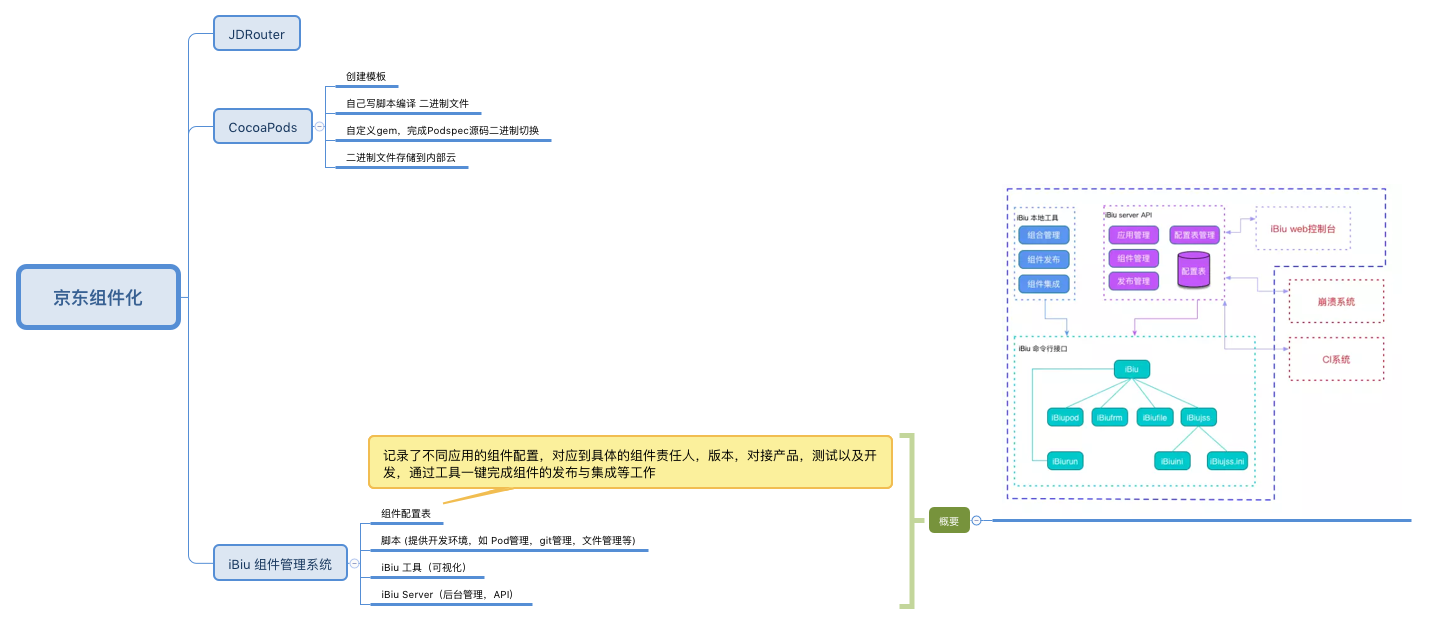 京东组件化
JDRouter
CocoaPods
创建模板
自己写脚本编译 二进制文件
自定义gem，完成Podspec源码二进制切换
二进制文件存储到内部云
iBiu 组件管理系统
记录了不同应用的组件配置，对应到具体的组件责任人，版本，对接产品，测试以及开
发，通过工具一键完成组件的发布与集成等工作
组件配置表
脚本 (提供开发环境，如 Pod管理，git管理，文件管理等)
iBiu 工具（可视化）
iBiu Server（后台管理，API）
概要
iBiu 本地工具
组合管理
组件发布
组件集成
iBiu server API
应用管理
配置表管理
组件管理
配置表
发布管理
iBiu web控制台
崩溃系统
CI系统
iBiu 命令行接口
iBiu
iBiupod
iBiufrm
iBiufile
iBiujss
iBiurun
iBiuini
iBiujss.ini